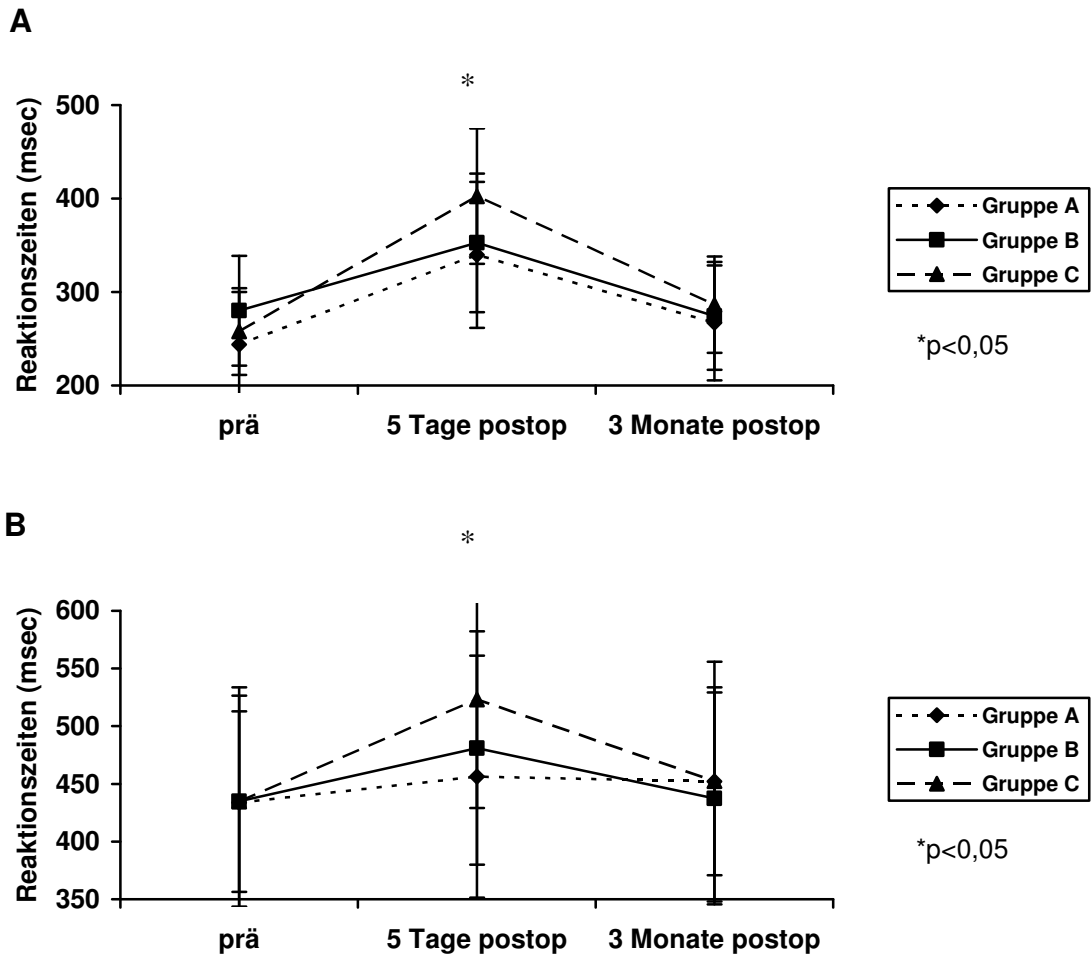 A
*
Reaktionszeiten (msec)
500
400
300
200
prä 5 Tage postop 3 Monate postop
Gruppe A
Gruppe B
Gruppe C
*p<0,05
B
*
Reaktionszeiten (msec)
600
550
500
450
400
350
prä 5 Tage postop 3 Monate postop
Gruppe A
Gruppe B
Gruppe C
*p<0,05